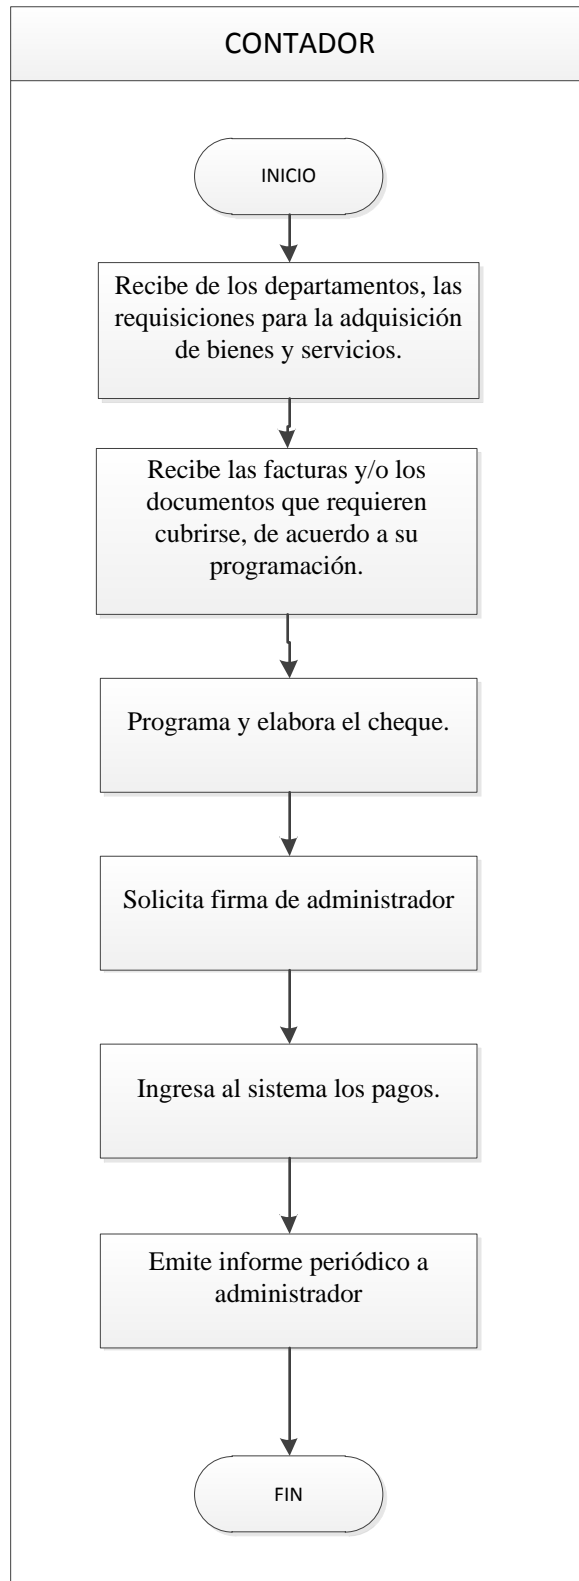 CONTADOR
INICIO
Recibe de los departamentos, las
requisiciones para la adquisición
de bienes y servicios.
Recibe las facturas y/o los
documentos que requieren
cubrirse, de acuerdo a su
programación.
Programa y elabora el cheque.
Solicita firma de administrador
Ingresa al sistema los pagos.
Emite informe periódico a
administrador
FIN